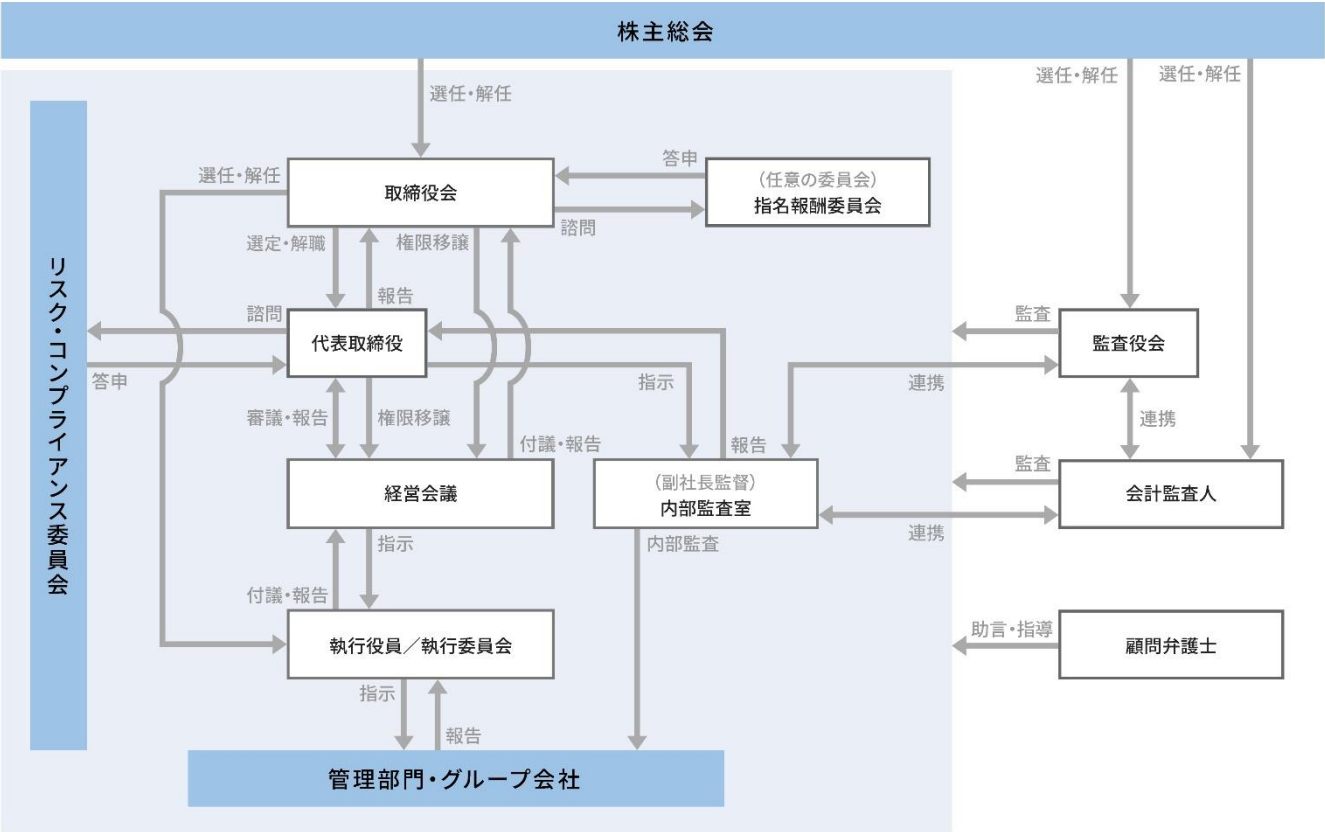 株主総会
選任・解任
選任・解任
選任・解任
選任・解任
取締役会
答申
諮問
(任意の委員会)
指名報酬委員会
選定・解職
報告
権限移譲
リスク・コンプライアンス委員会
諮問
答申
代表取締役
監査
監査役会
連携
指示
審議・報告
権限移譲
付議・報告
報告
連携
経営会議
(副社長監督)
内部監査室
監査
会計監査人
連携
指示
内部監査
付議・報告
執行役員/執行委員会
助言・指導
顧問弁護士
指示
報告
管理部門・グループ会社